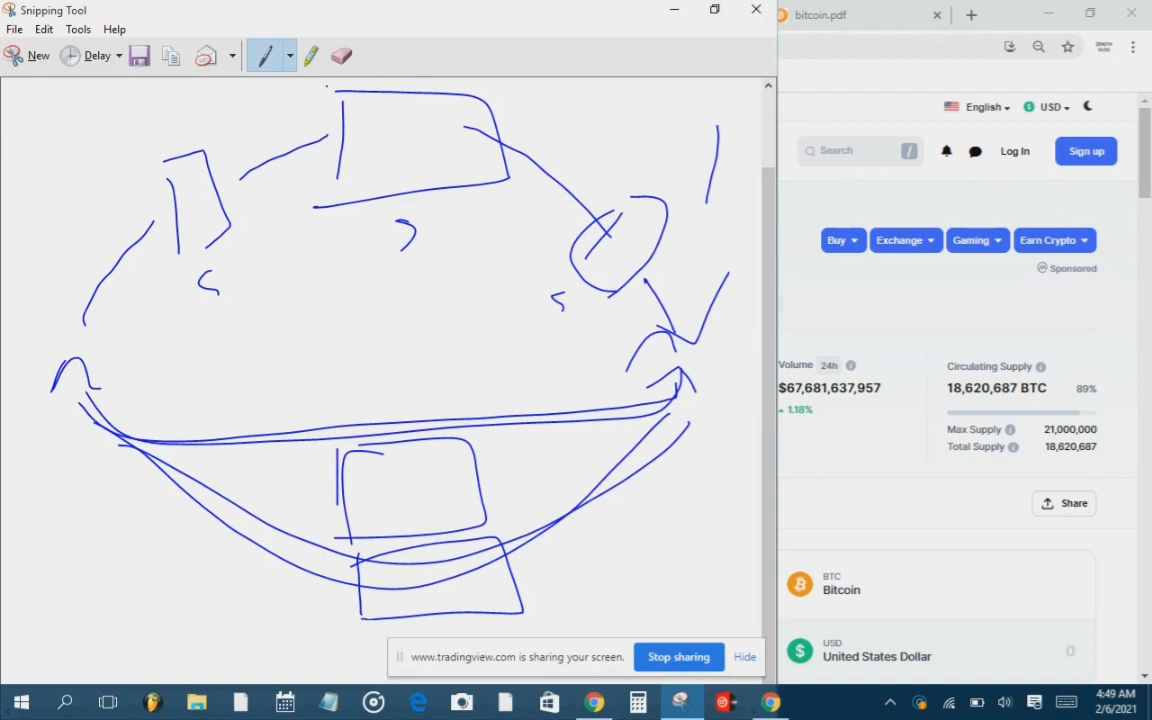 Snipping Tool
bitcoin.pdf
File Edit Tools Help
New Delay
English USD
Search / Log In Sign up
Buy Exchange Gaming Earn Crypto
Sponsored
Volume 24h
$67,681,637,957
1.18%
Circulating Supply
18,620,687 BTC 89%
Max Supply 21,000,000
Total Supply 18,620,687
Share
BTC
Bitcoin
USD
United States Dollar
0
www.tradingview.com is sharing your screen. Stop sharing Hide
4:49 AM
2/6/2021